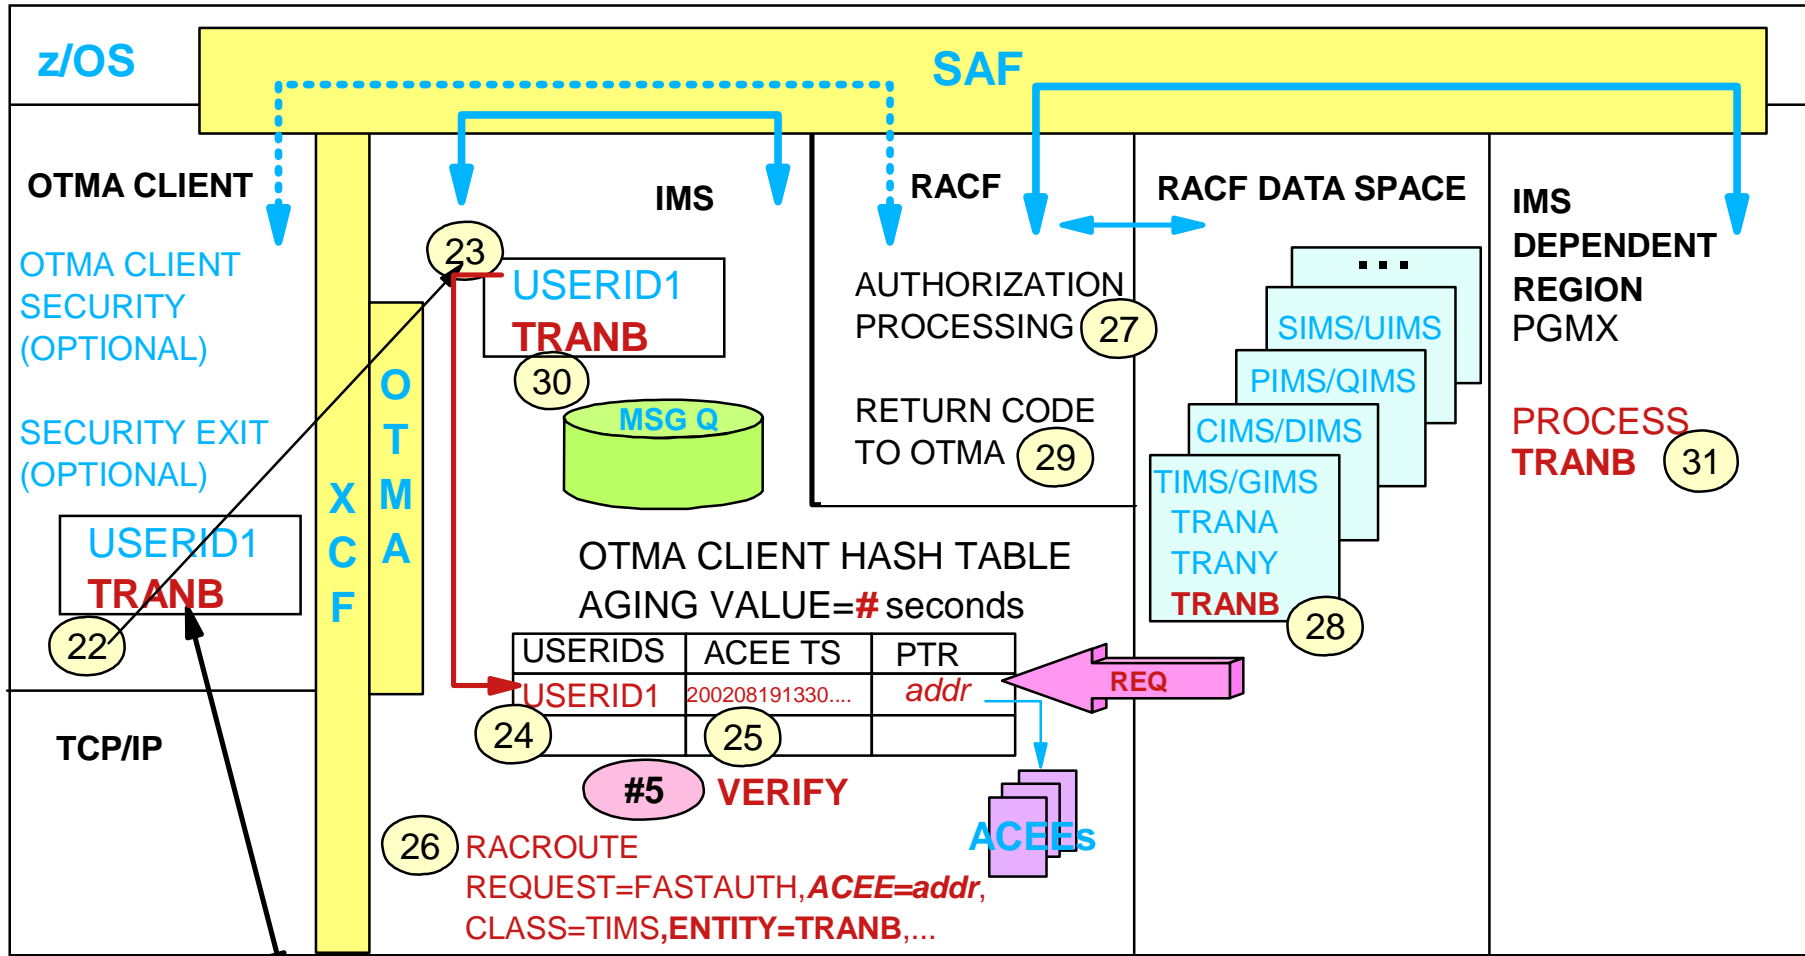 z/OS
SAF
OTMA CLIENT
OTMA CLIENT
SECURITY
(OPTIONAL)
SECURITY EXIT
(OPTIONAL)
USERID1
TRANB
22
TCP/IP
XCF
OTMA
IMS
23
USERID1
TRANB
30
MSG Q
RACF
AUTHORIZATION
PROCESSING 27
RETURN CODE
TO OTMA 29
OTMA CLIENT HASH TABLE
AGING VALUE=# seconds
USERIDS ACEE TS PTR
USERID1 200208191330.... addr
24 25
REQ
#5 VERIFY
ACEEs
26 RACROUTE
REQUEST=FASTAUTH,ACEE=addr,
CLASS=TIMS,ENTITY=TRANB,...
RACF DATA SPACE
...
SIMS/UIMS
PIMS/QIMS
CIMS/DIMS
TIMS/GIMS
TRANA
TRANY
TRANB
28
IMS
DEPENDENT
REGION
PGMX
PROCESS
TRANB 31